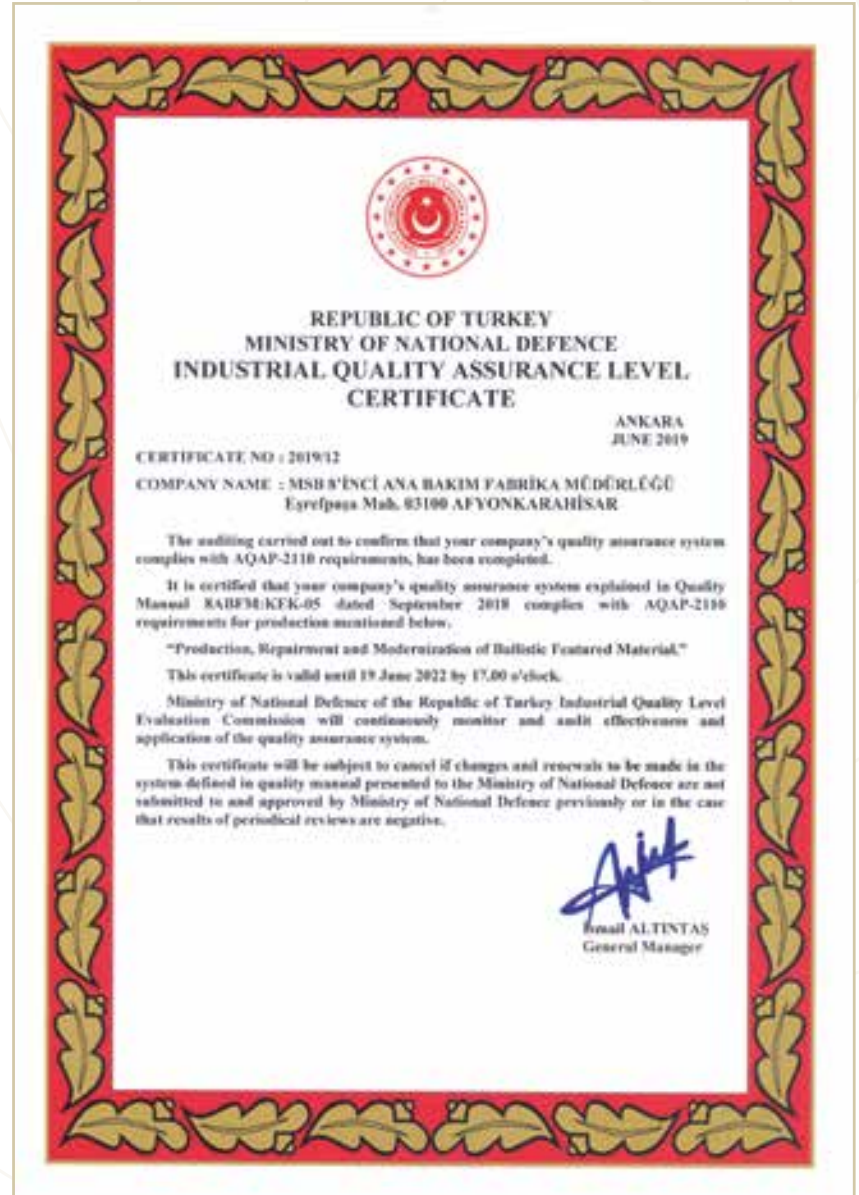 REPUBLIC OF TURKEY
MINISTRY OF NATIONAL DEFENCE
INDUSTRIAL QUALITY ASSURANCE LEVEL
CERTIFICATE
ANKARA
JUNE 2019
CERTIFICATE NO : 2019/12
COMPANY NAME : MSB 8'İNCİ ANA BAKIM FABRİKA MÜDÜRLÜĞÜ
Eşrefpaşa Mah. 03100 AFYONKARAHİSAR
The auditing carried out to confirm that your company's quality assurance system
complies with AQAP-2110 requirements, has been completed.
It is certified that your company's quality assurance system explained in Quality
Manual 8ABFM:KEK-05 dated September 2018 complies with AQAP-2110
requirements for production mentioned below.
"Production, Repairment and Modernization of Ballistic Featured Material."
This certificate is valid until 19 June 2022 by 17.00 o'clock.
Ministry of National Defence of the Republic of Turkey Industrial Quality Level
Evaluation Commission will continuously monitor and audit effectiveness and
application of the quality assurance system.
This certificate will be subject to cancel if changes and renewals to be made in the
system defined in quality manual presented to the Ministry of National Defence are not
submitted to and approved by Ministry of National Defence previously or in the case
that results of periodical reviews are negative.
İsmail ALTINTAŞ
General Manager